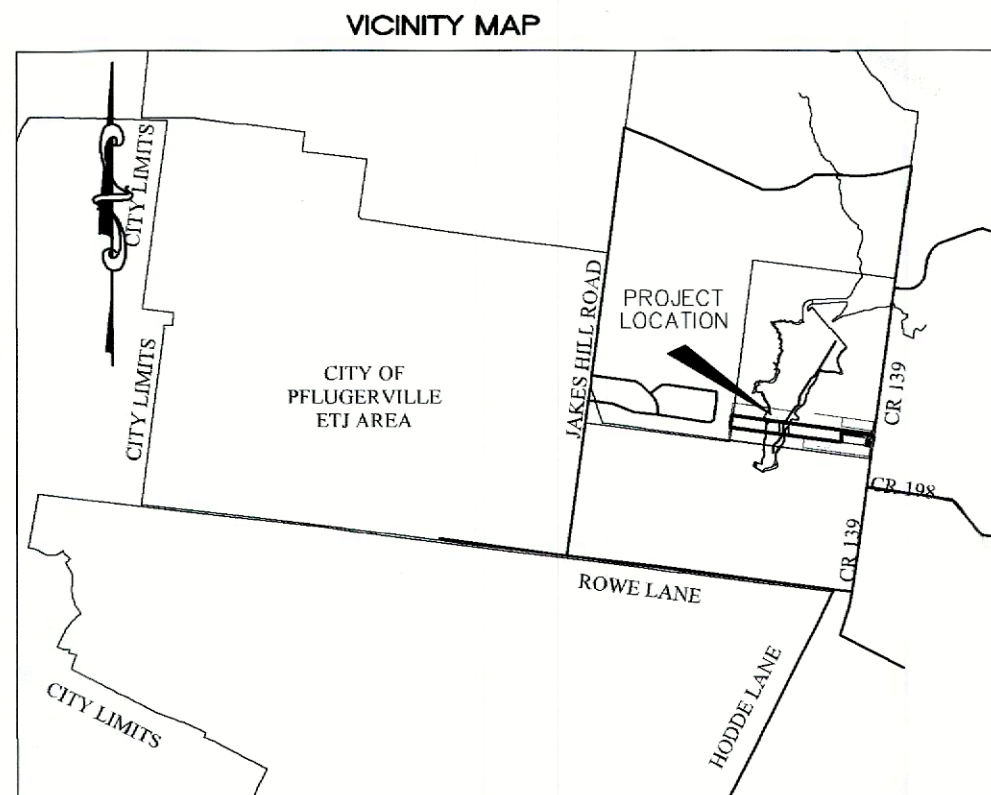 VICINITY MAP
CITY LIMITS
CITY LIMITS
CITY OF
PFLUGERVILLE
ETJ AREA
JAKES HILL ROAD
PROJECT
LOCATION
CR 139
CR 198
CR 139
ROWE LANE
HODDE LANE
CITY LIMITS